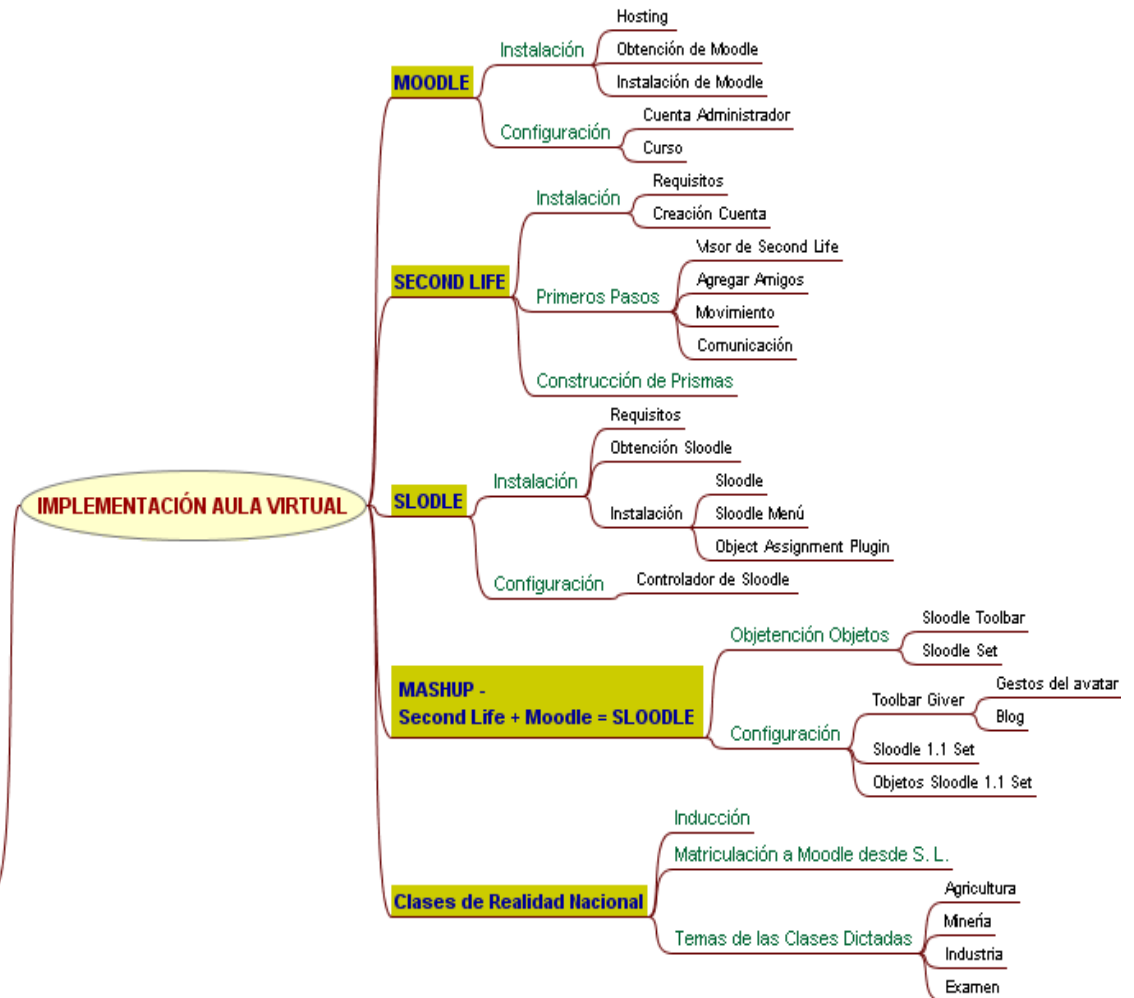 IMPLEMENTACIÓN AULA VIRTUAL
MOODLE
Instalación
Hosting
Obtención de Moodle
Instalación de Moodle
Configuración
Cuenta Administrador
Curso
SECOND LIFE
Instalación
Requisitos
Creación Cuenta
Primeros Pasos
Visor de Second Life
Agregar Amigos
Movimiento
Comunicación
Construcción de Prismas
SLODLE
Instalación
Requisitos
Obtención Sloodle
Instalación
Sloodle
Sloodle Menú
Object Assignment Plugin
Configuración
Controlador de Sloodle
MASHUP -
Second Life + Moodle = SLOODLE
Objetención Objetos
Sloodle Toolbar
Sloodle Set
Configuración
Toolbar Giver
Gestos del avatar
Blog
Sloodle 1.1 Set
Objetos Sloodle 1.1 Set
Clases de Realidad Nacional
Inducción
Matriculación a Moodle desde S. L.
Temas de las Clases Dictadas
Agricultura
Minería
Industria
Examen